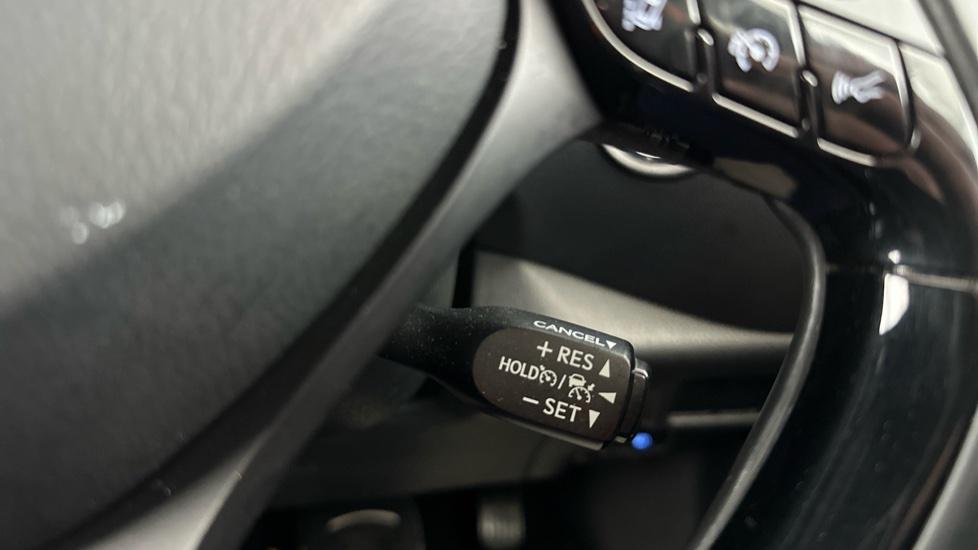 CANCEL▼
+ RES ▲
HOLD / ◀
− SET ▼